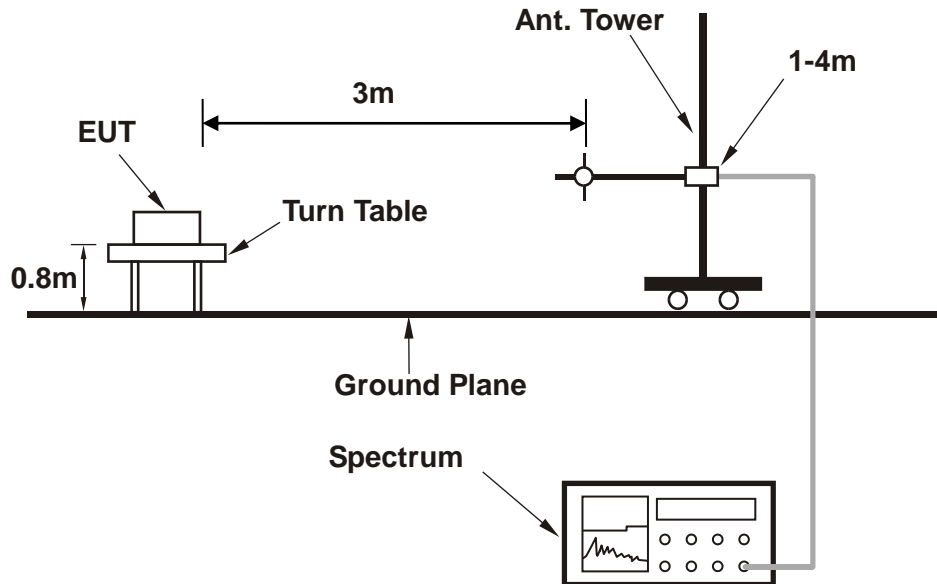 Ant. Tower
1-4m
3m
EUT
Turn Table
0.8m
Ground Plane
Spectrum